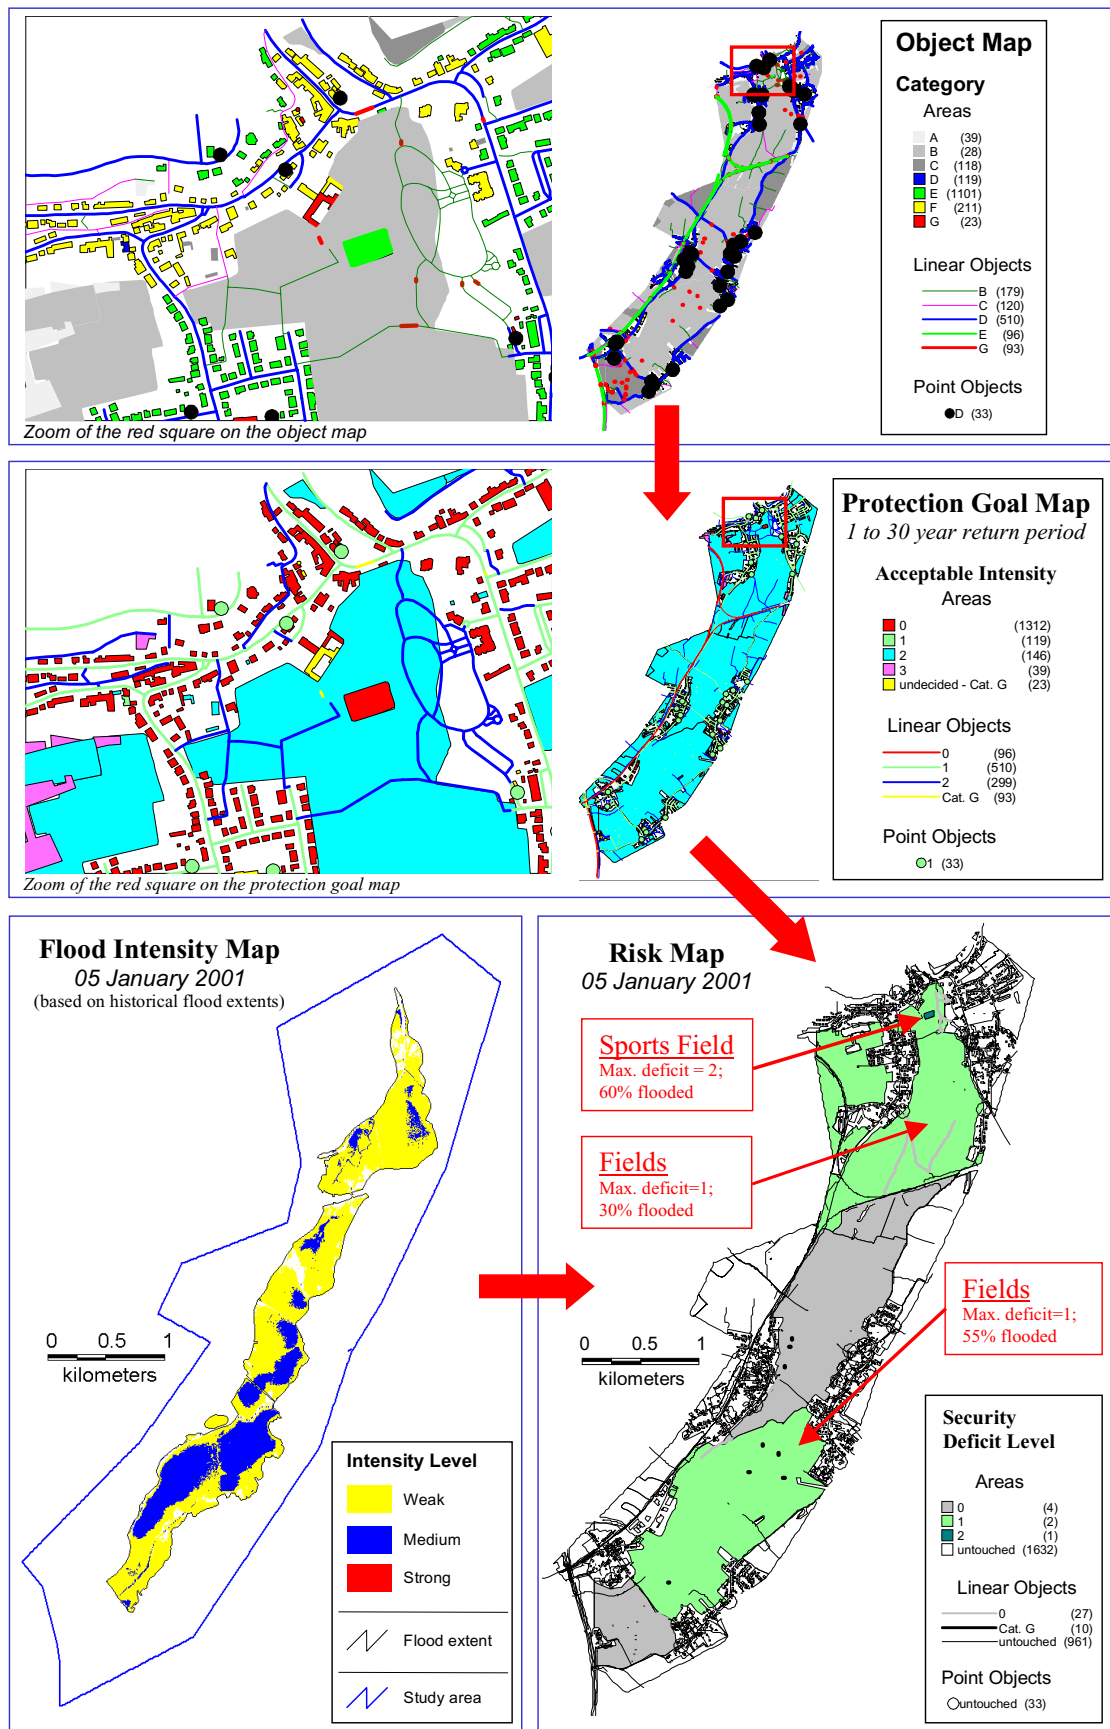 Object Map
Category
Areas
A (39)
B (28)
C (118)
D (119)
E (1101)
F (211)
G (23)
Linear Objects
B (179)
C (120)
D (510)
E (96)
G (93)
Point Objects
D (33)
Zoom of the red square on the object map
Protection Goal Map
1 to 30 year return period
Acceptable Intensity
Areas
0 (1312)
1 (119)
2 (146)
3 (39)
undecided - Cat. G (23)
Linear Objects
0 (96)
1 (510)
2 (299)
Cat. G (93)
Point Objects
1 (33)
Zoom of the red square on the protection goal map
Flood Intensity Map
05 January 2001
(based on historical flood extents)
0 0.5 1
kilometers
Intensity Level
Weak
Medium
Strong
Flood extent
Study area
Risk Map
05 January 2001
Sports Field
Max. deficit = 2;
60% flooded
Fields
Max. deficit=1;
30% flooded
Fields
Max. deficit=1;
55% flooded
0 0.5 1
kilometers
Security
Deficit Level
Areas
0 (4)
1 (2)
2 (1)
untouched (1632)
Linear Objects
0 (27)
Cat. G (10)
untouched (961)
Point Objects
untouched (33)